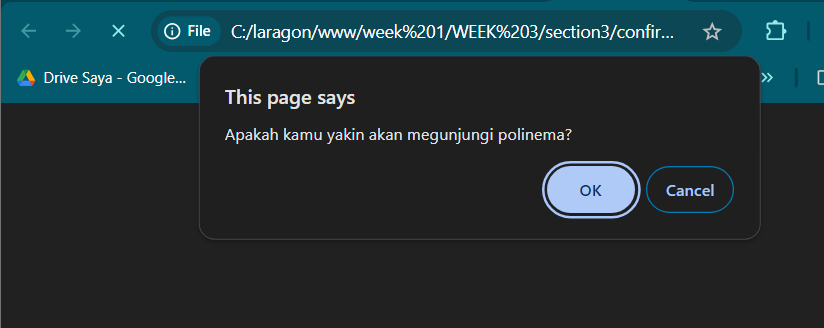 File
C:/laragon/www/week%201/WEEK%203/section3/confir...
Drive Saya - Google...
This page says
Apakah kamu yakin akan megunjungi polinema?
OK
Cancel